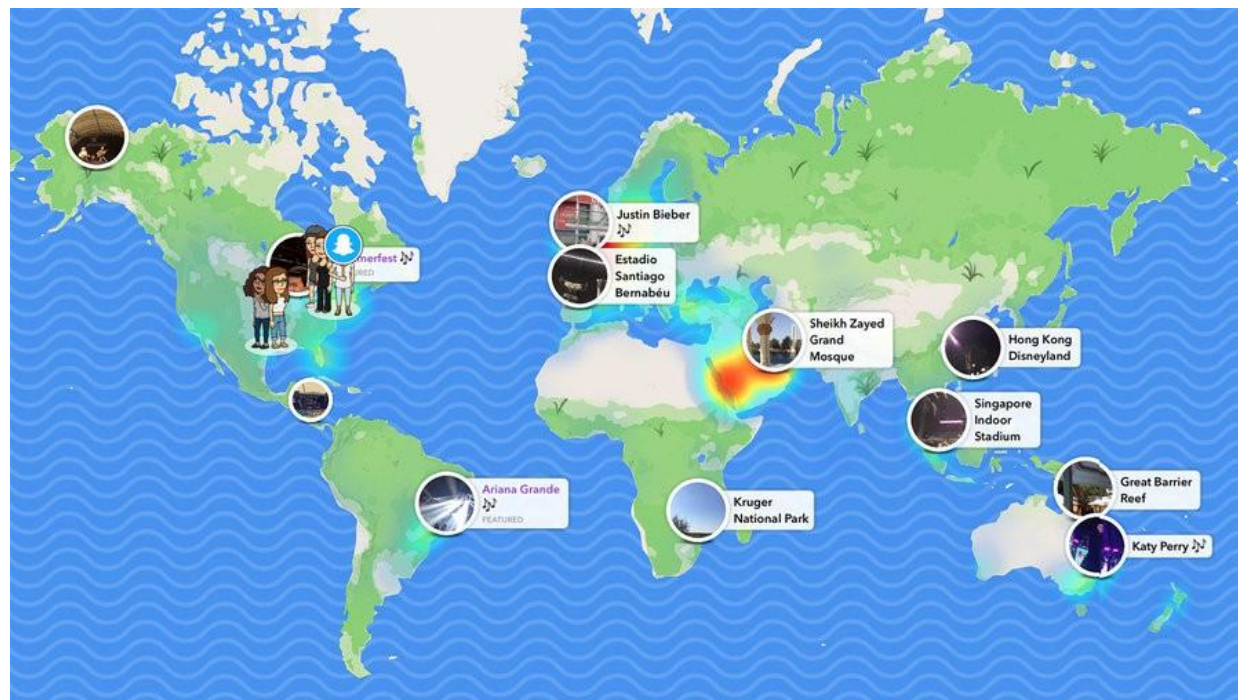 Justin Bieber
🎶
Estadio
Santiago
Bernabéu
merfest 🎶
Sheikh Zayed
Grand
Mosque
Hong Kong
Disneyland
Singapore
Indoor
Stadium
Ariana Grande
🎶
FEATURED
Kruger
National Park
Great Barrier
Reef
Katy Perry 🎶